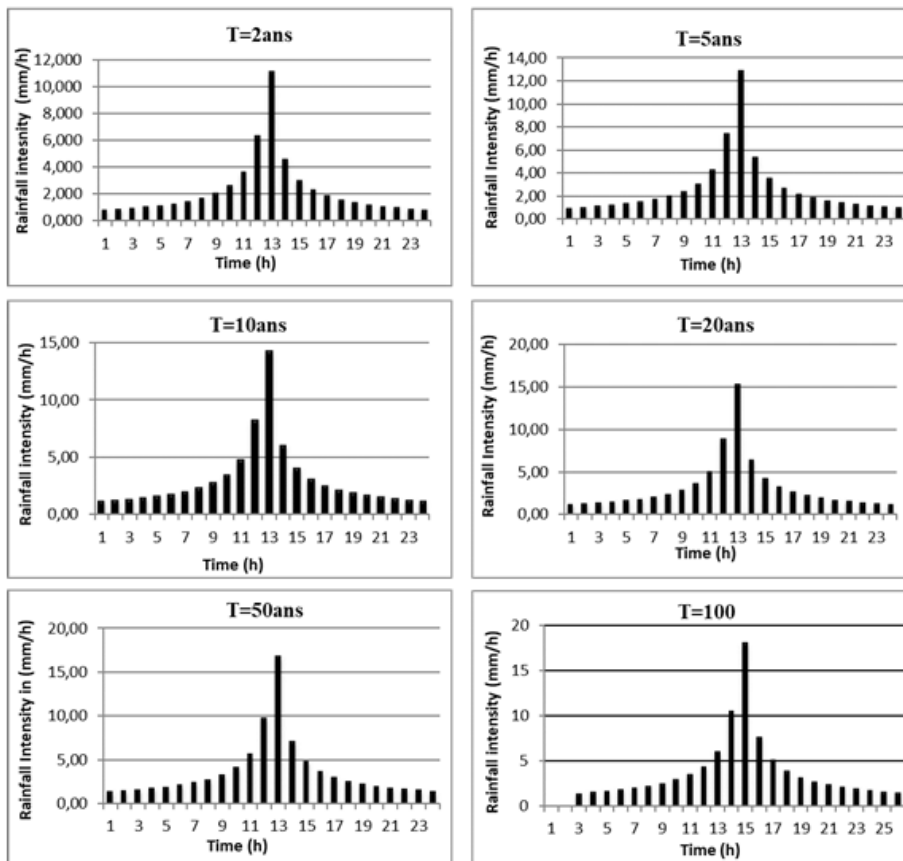 T=2ans
Rainfall intesnity (mm/h)
12,000
10,000
8,000
6,000
4,000
2,000
0,000
1 3 5 7 9 11 13 15 17 19 21 23
Time (h)
T=5ans
Rainfall Intensity (mm/h)
14,00
12,00
10,00
8,00
6,00
4,00
2,00
0,00
1 3 5 7 9 11 13 15 17 19 21 23
Time (h)
T=10ans
Rainfall intensity (mm/h)
15,00
10,00
5,00
0,00
1 3 5 7 9 11 13 15 17 19 21 23
Time (h)
T=20ans
Rainfall Intensity (mm/h)
20,00
15,00
10,00
5,00
0,00
1 3 5 7 9 11 13 15 17 19 21 23
Time (h)
T=50ans
Rainfall Intensity in (mm/h)
20,00
15,00
10,00
5,00
0,00
1 3 5 7 9 11 13 15 17 19 21 23
Time (h)
T=100
Rainfall intensity (mm/h)
20
15
10
5
0
1 3 5 7 9 11 13 15 17 19 21 23 25
Time (h)